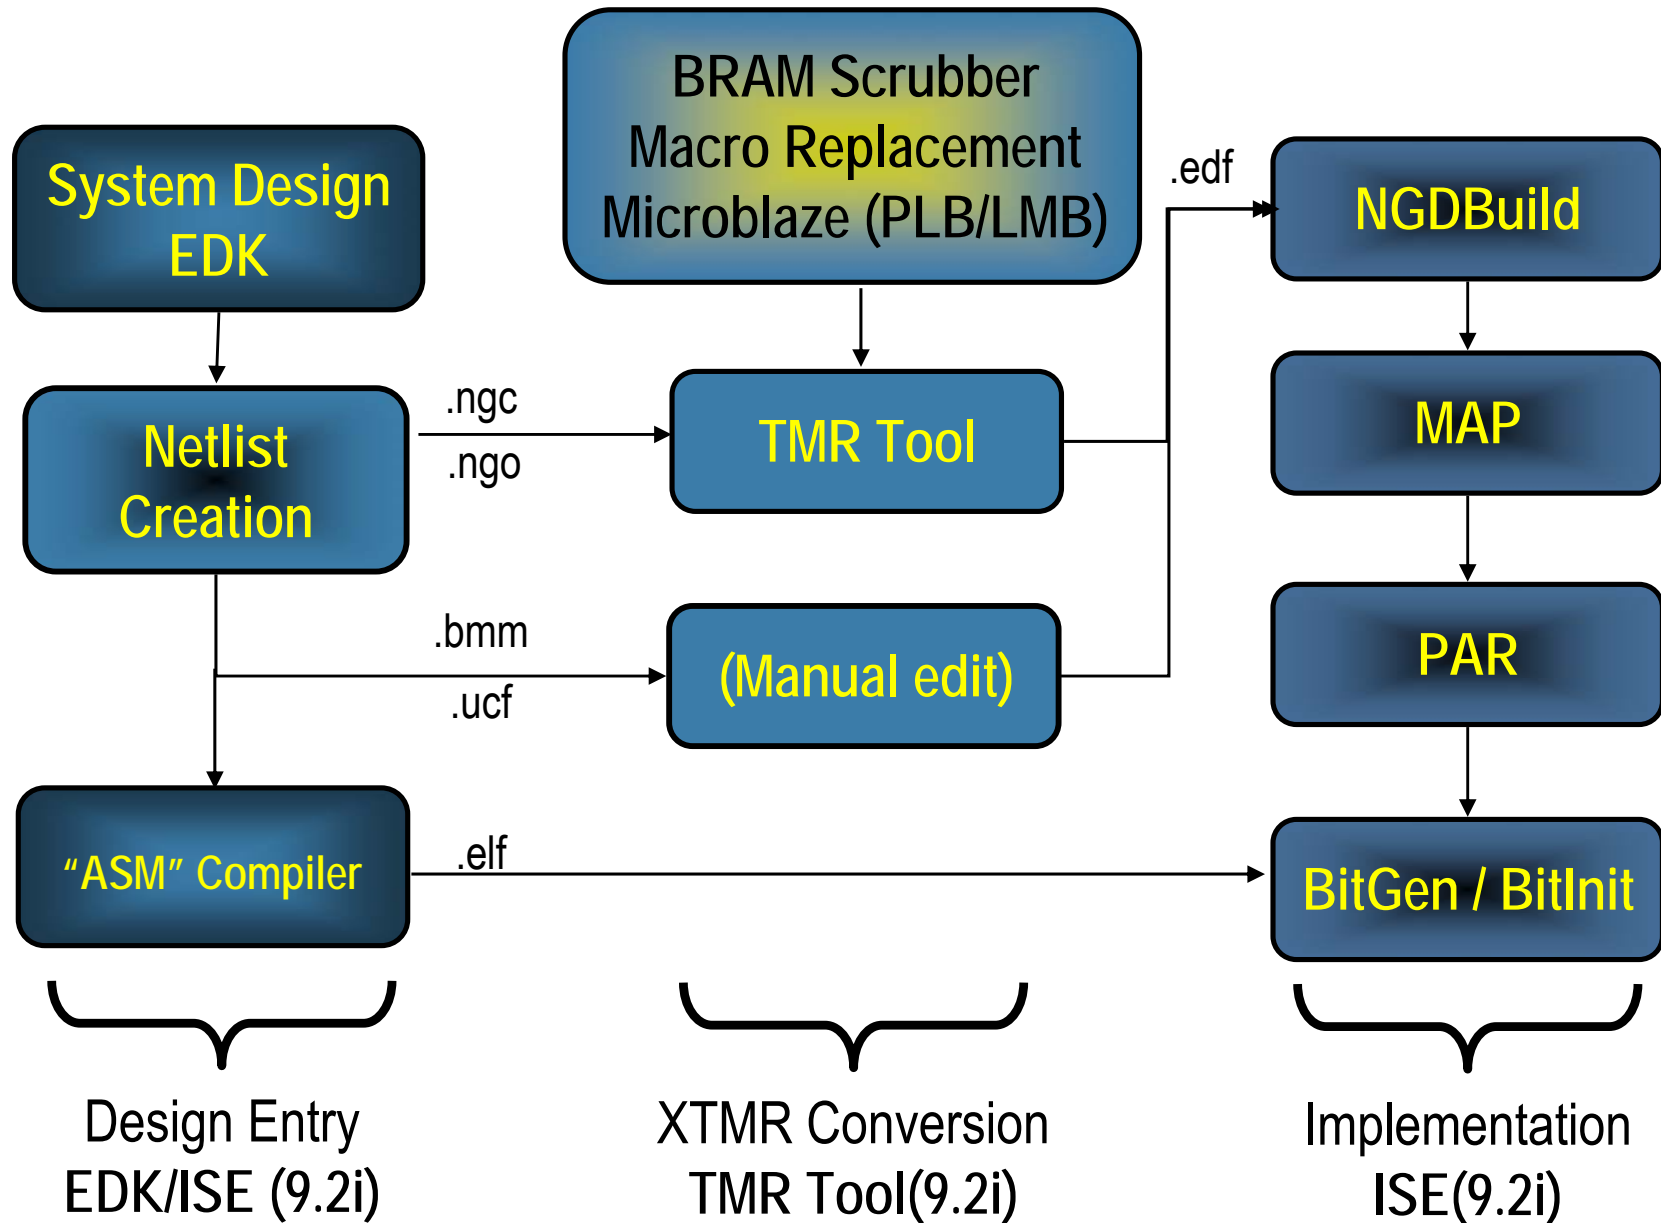 System Design
EDK
BRAM Scrubber
Macro Replacement
Microblaze (PLB/LMB)
.edf
NGDBuild
Netlist
Creation
.ngc
.ngo
TMR Tool
MAP
.bmm
.ucf
(Manual edit)
PAR
“ASM” Compiler
.elf
BitGen / BitInit
Design Entry
EDK/ISE (9.2i)
XTMR Conversion
TMR Tool(9.2i)
Implementation
ISE(9.2i)